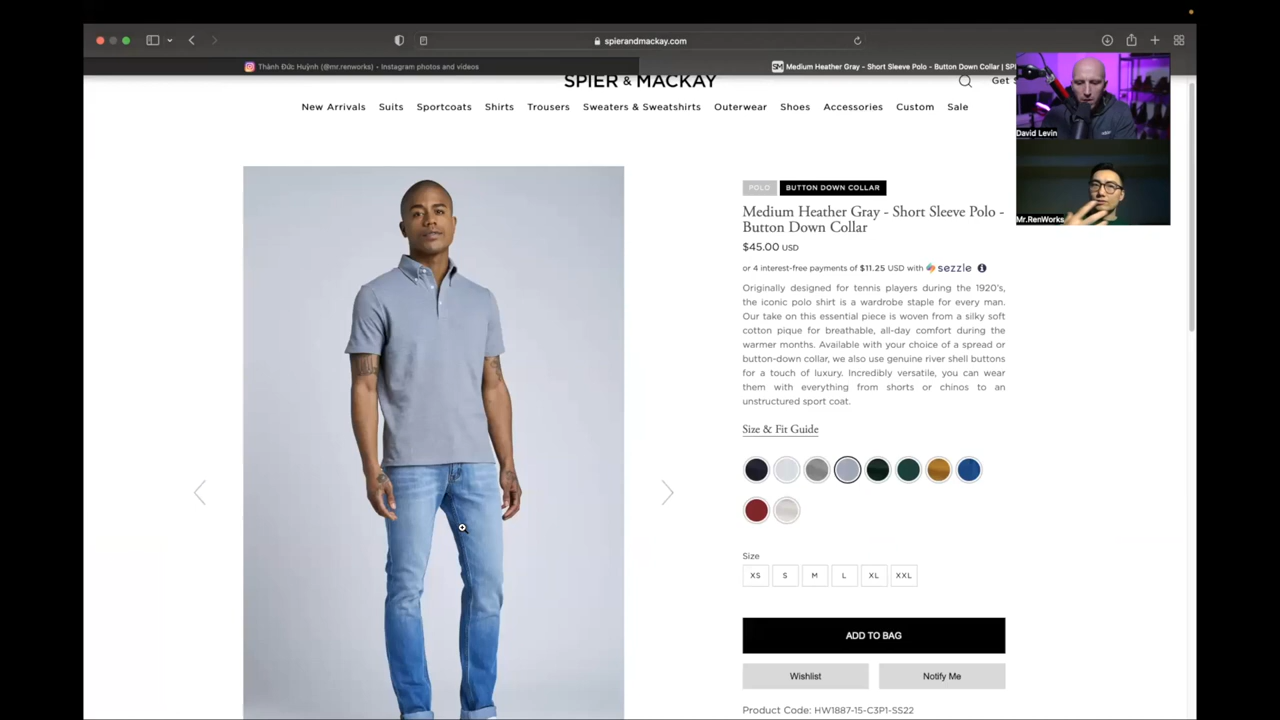 spierandmackay.com
Thành Đức Huỳnh (@mr.renworks) - Instagram photos and videos
SM Medium Heather Gray - Short Sleeve Polo - Button Down Collar | SPI
SPIER & MACKAY
Get
New Arrivals Suits Sportcoats Shirts Trousers Sweaters & Sweatshirts Outerwear Shoes Accessories Custom Sale
David Levin
Mr.RenWorks
POLO BUTTON DOWN COLLAR
Medium Heather Gray - Short Sleeve Polo -
Button Down Collar
$45.00 USD
or 4 interest-free payments of $11.25 USD with sezzle
Originally designed for tennis players during the 1920's,
the iconic polo shirt is a wardrobe staple for every man.
Our take on this essential piece is woven from a silky soft
cotton pique for breathable, all-day comfort during the
warmer months. Available with your choice of a spread or
button-down collar, we also use genuine river shell buttons
for a touch of luxury. Incredibly versatile, you can wear
them with everything from shorts or chinos to an
unstructured sport coat.
Size & Fit Guide
Size
XS S M L XL XXL
ADD TO BAG
Wishlist Notify Me
Product Code: HW1887-15-C3P1-SS22